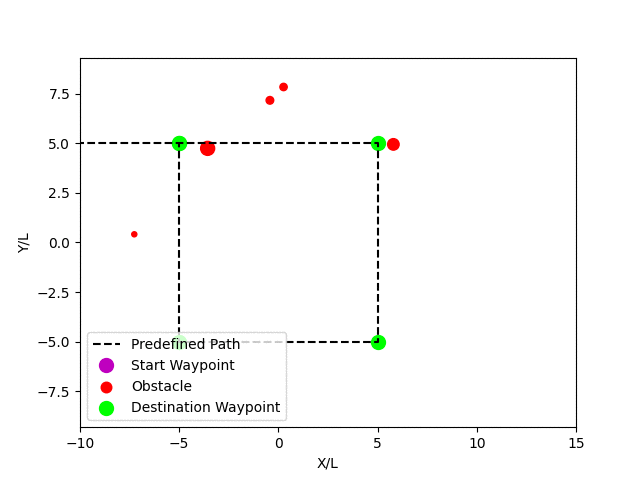 7.5
5.0
2.5
0.0
−2.5
−5.0
−7.5
Y/L
Predefined Path
Start Waypoint
Obstacle
Destination Waypoint
−10
−5
0
5
10
15
X/L